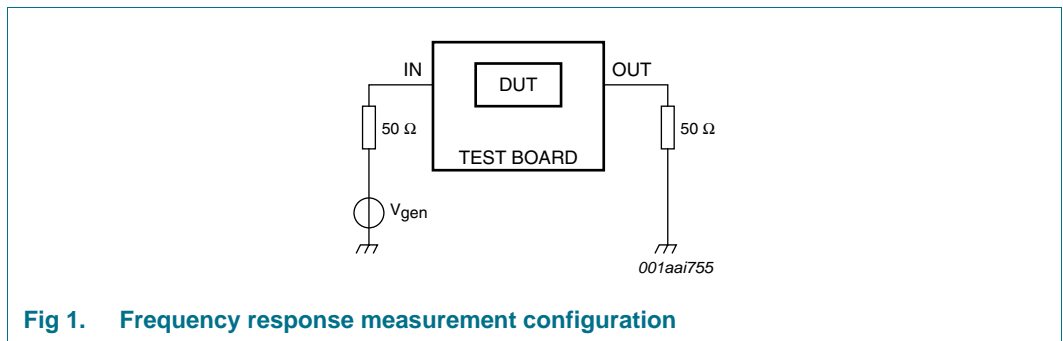 IN
OUT
DUT
50 Ω
50 Ω
TEST BOARD
Vgen
001aai755
Fig 1. Frequency response measurement configuration